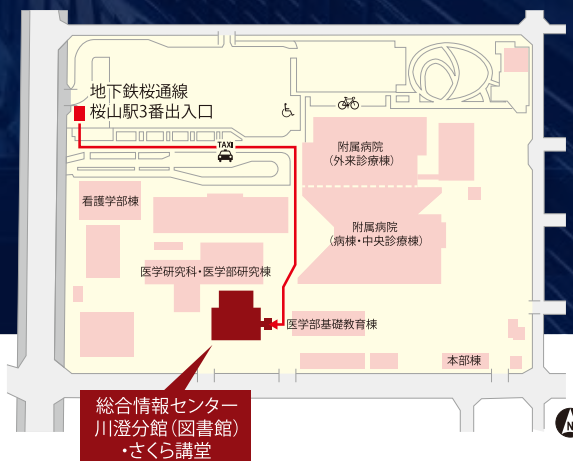 地下鉄桜通線
桜山駅3番出入口
TAXI
附属病院
(外来診療棟)
看護学部棟
附属病院
(病棟・中央診療棟)
医学研究科・医学部研究棟
医学部基礎教育棟
本部棟
総合情報センター
川澄分館(図書館)
・さくら講堂
N